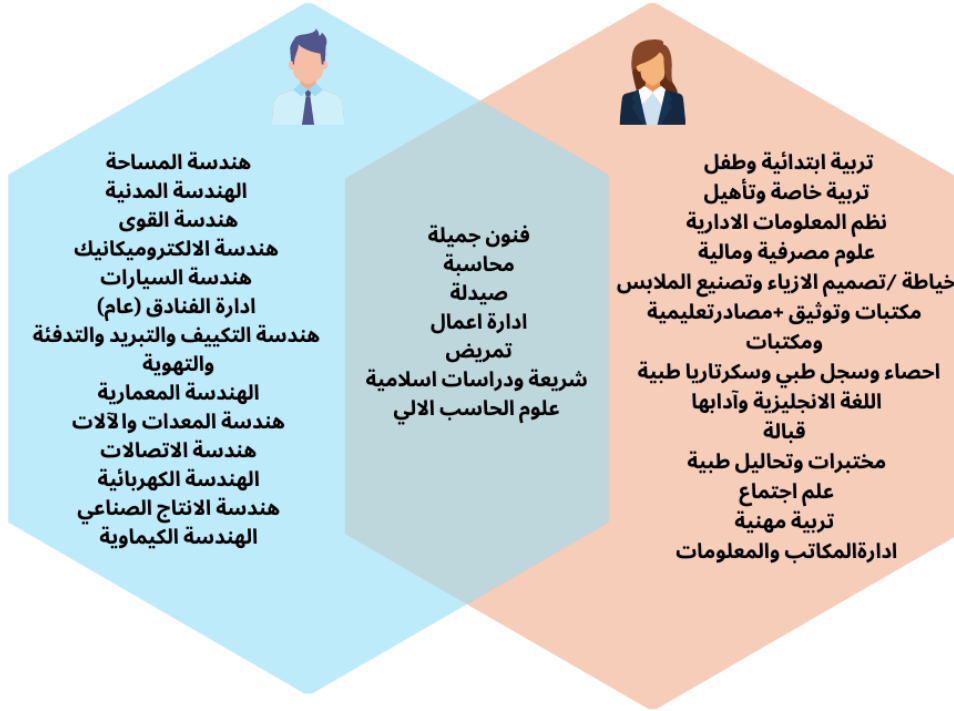 تربية ابتدائية وطفل
تربية خاصة وتأهيل
نظم المعلومات الادارية
علوم مصرفية ومالية
خياطة /تصميم الازياء وتصنيع الملابس
مكتبات وتوثيق +مصادرتعليمية
ومكتبات
احصاء وسجل طبي وسكرتاريا طبية
اللغة الانجليزية وآدابها
قبالة
مختبرات وتحاليل طبية
علم اجتماع
تربية مهنية
ادارةالمكاتب والمعلومات
فنون جميلة
محاسبة
صيدلة
ادارة اعمال
تمريض
شريعة ودراسات اسلامية
علوم الحاسب الالي
هندسة المساحة
الهندسة المدنية
هندسة القوى
هندسة الالكتروميكانيك
هندسة السيارات
ادارة الفنادق (عام)
هندسة التكييف والتبريد والتدفئة
والتهوية
الهندسة المعمارية
هندسة المعدات والآلات
هندسة الاتصالات
الهندسة الكهربائية
هندسة الانتاج الصناعي
الهندسة الكيماوية